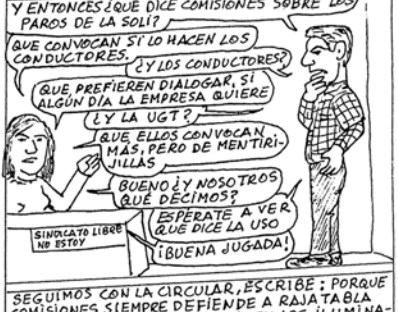 Y ENTONCES ¿QUE DICE COMISIONES SOBRE LOS
PAROS DE LA SOLI?
QUE CONVOCAN SI LO HACEN LOS
CONDUCTORES.
¿Y LOS CONDUCTORES?
QUE PREFIEREN DIALOGAR, SI
ALGÚN DÍA LA EMPRESA QUIERE
¿Y LA UGT?
QUE ELLOS CONVOCAN
MÁS, PERO DE MENTIRI-
JILLAS
BUENO ¿Y NOSOTROS
QUÉ DECIMOS?
ESPÉRATE A VER
QUE DICE LA USO
¡BUENA JUGADA!
SINDICATO LIBRE
NO ESTOY
SEGUIMOS CON LA CIRCULAR, ESCRIBE: PORQUE
COMISIONES SIEMPRE DEFIENDE A RAJATABLA
ILUMINA-